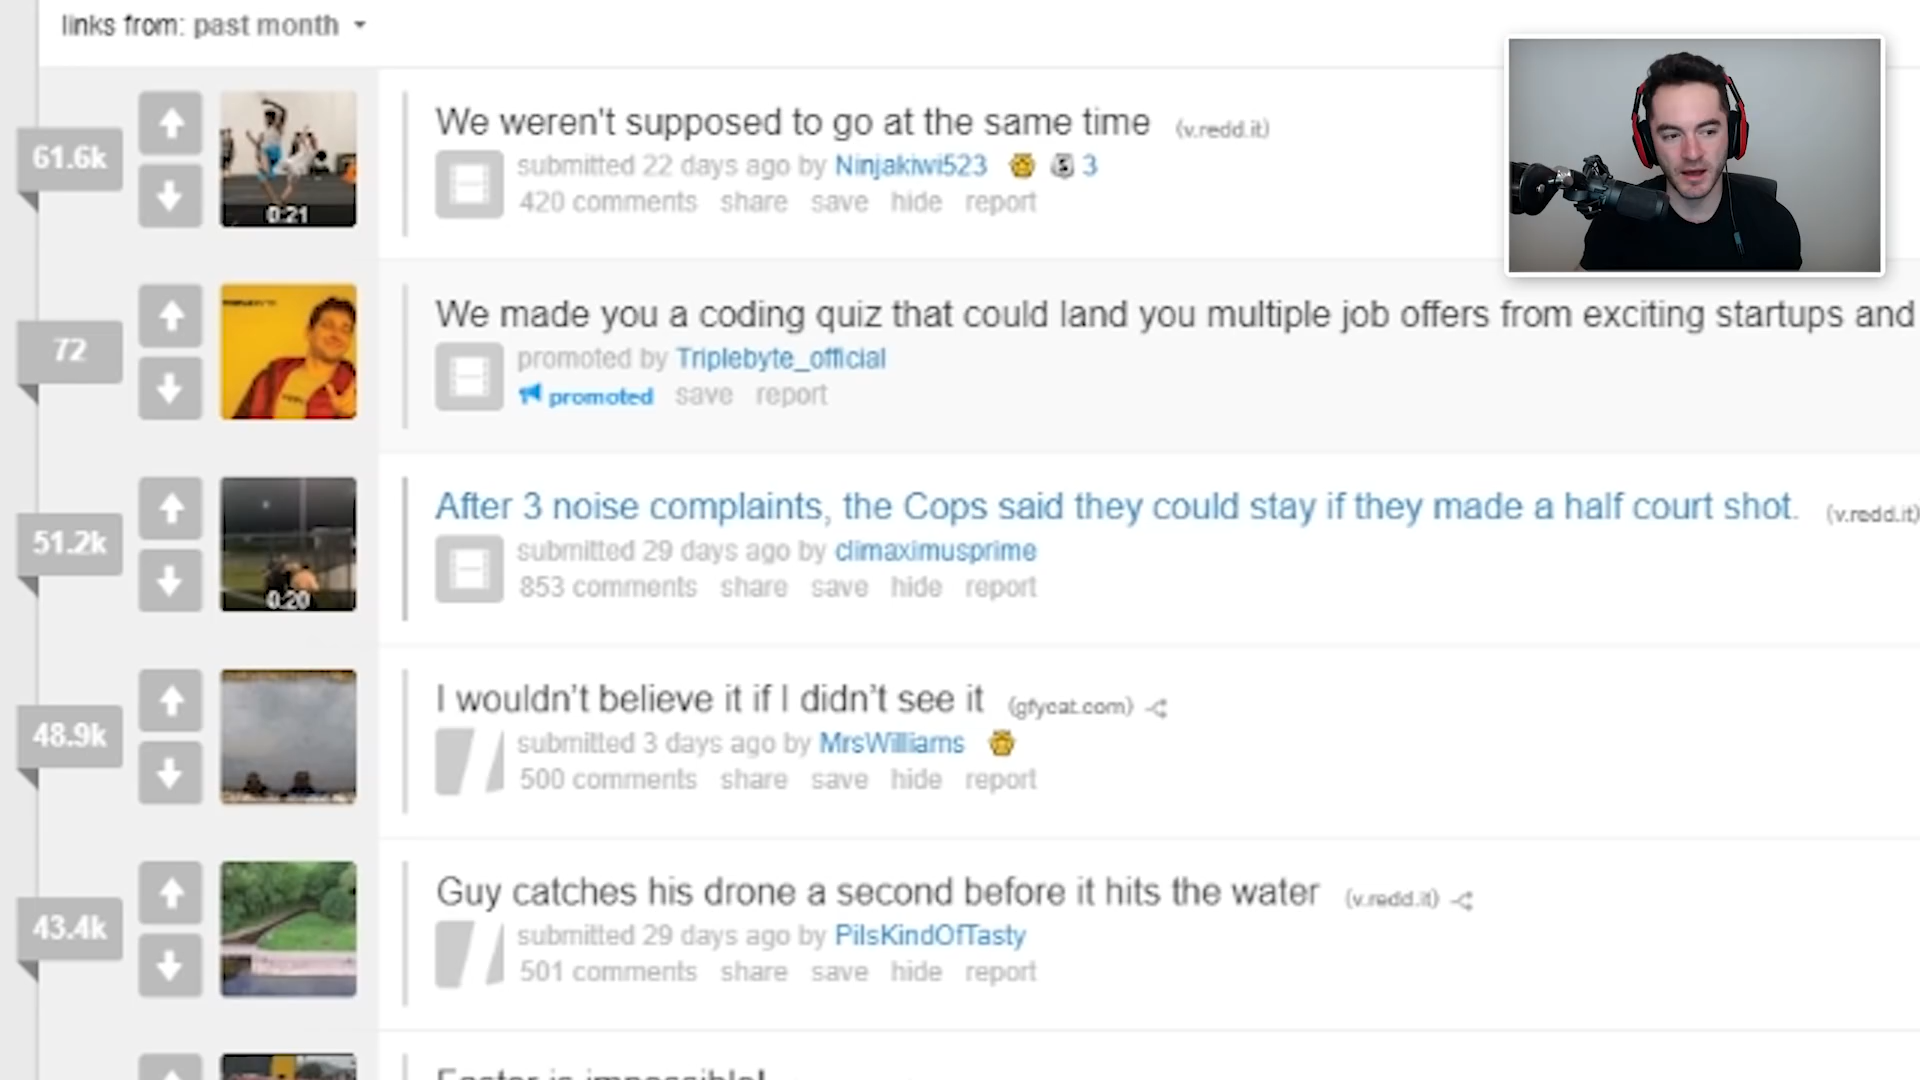 links from: past month
61.6k
0:21
We weren't supposed to go at the same time (v.redd.it)
submitted 22 days ago by Ninjakiwi523 3
420 comments share save hide report
72
We made you a coding quiz that could land you multiple job offers from exciting startups and
promoted by Triplebyte_official
promoted save report
51.2k
0:20
After 3 noise complaints, the Cops said they could stay if they made a half court shot. (v.redd.it)
submitted 29 days ago by climaximusprime
853 comments share save hide report
48.9k
I wouldn't believe it if I didn't see it (gfycat.com)
submitted 3 days ago by MrsWilliams
500 comments share save hide report
43.4k
Guy catches his drone a second before it hits the water (v.redd.it)
submitted 29 days ago by PilsKindOfTasty
501 comments share save hide report